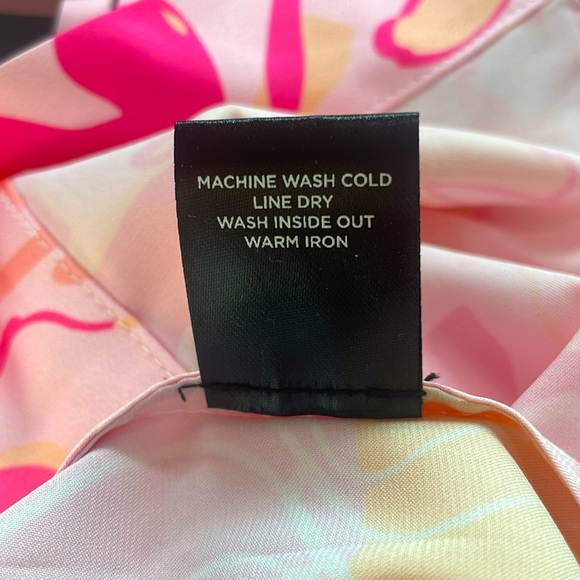 MACHINE WASH COLD
LINE DRY
WASH INSIDE OUT
WARM IRON